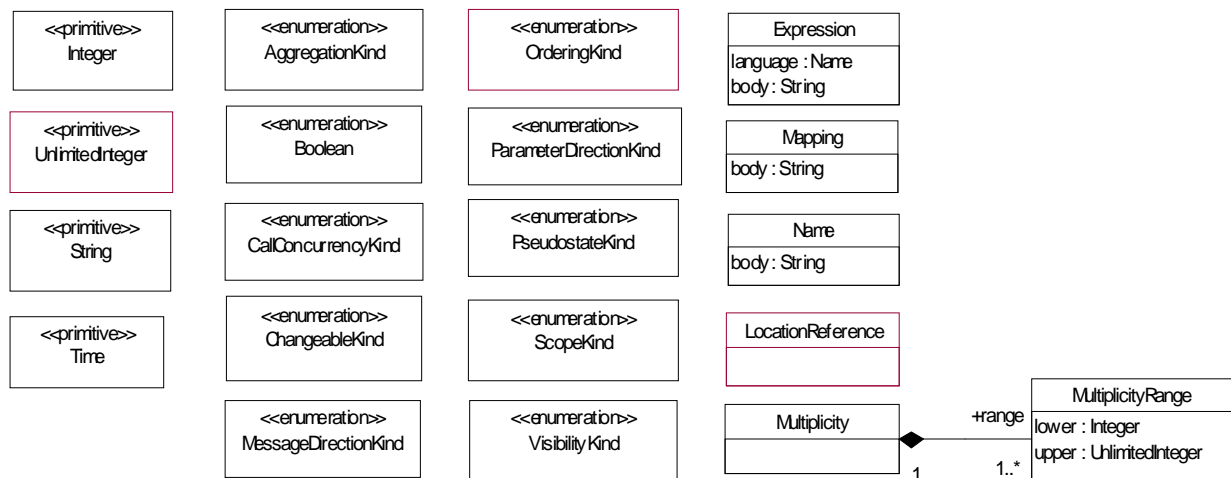 <<primitive>>
Integer
<<primitive>>
UnlimitedInteger
<<primitive>>
String
<<primitive>>
Time
<<enumeration>>
AggregationKind
<<enumeration>>
Boolean
<<enumeration>>
CallConcurrencyKind
<<enumeration>>
ChangeableKind
<<enumeration>>
MessageDirectionKind
<<enumeration>>
OrderingKind
<<enumeration>>
ParameterDirectionKind
<<enumeration>>
PseudostateKind
<<enumeration>>
ScopeKind
<<enumeration>>
VisibilityKind
Expression
language : Name
body : String
Mapping
body : String
Name
body : String
LocationReference
Multiplicity
1
+range
1..*
MultiplicityRange
lower : Integer
upper : UnlimitedInteger